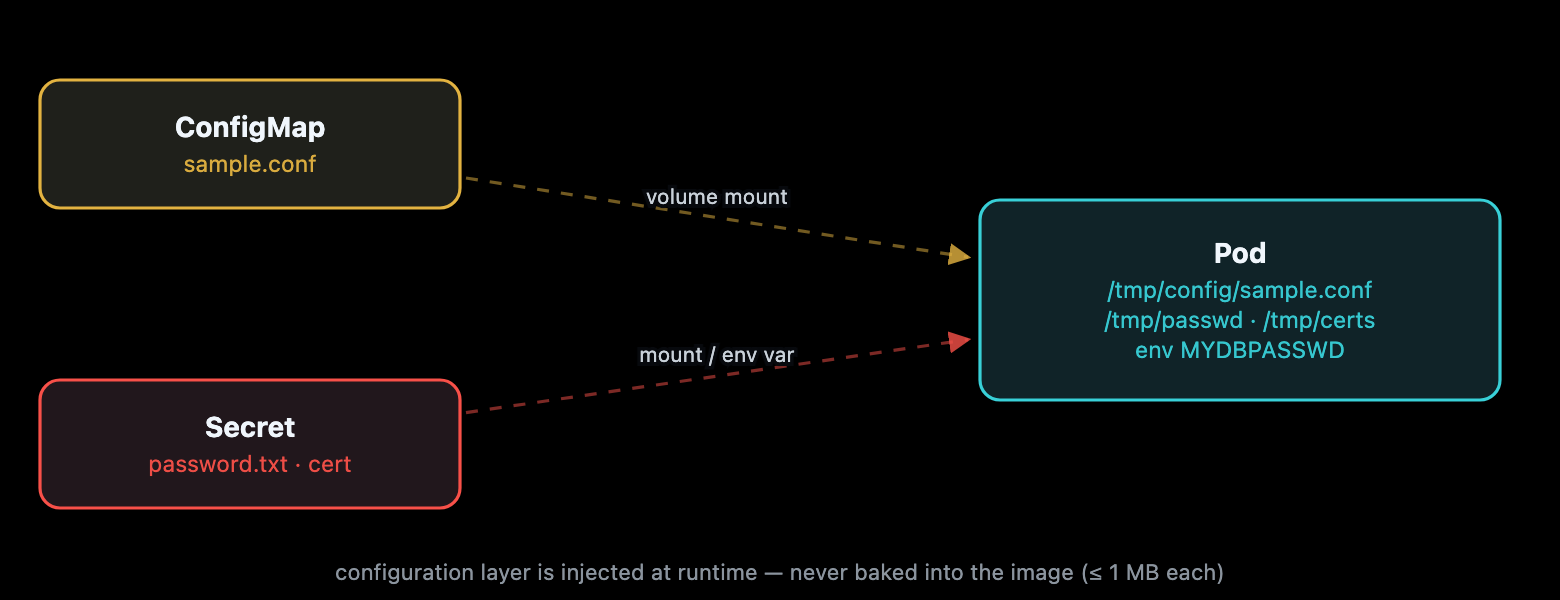 ConfigMap
sample.conf
volume mount
Pod
/tmp/config/sample.conf
/tmp/passwd · /tmp/certs
env MYDBPASSWD
mount / env var
Secret
password.txt · cert
configuration layer is injected at runtime — never baked into the image (≤ 1 MB each)